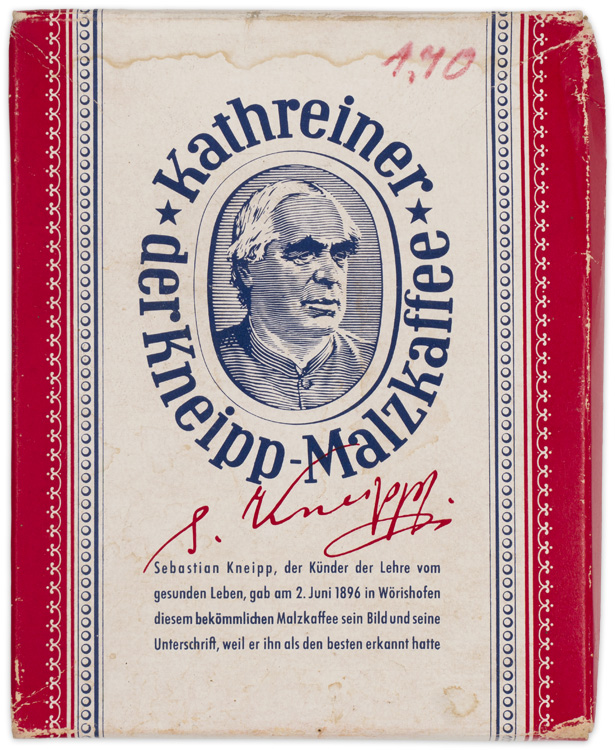 1,40
Kathreiner
der Kneipp-Malzkaffee
S. Kneipp.
Sebastian Kneipp, der Künder der Lehre vom
gesunden Leben, gab am 2. Juni 1896 in Wörishofen
diesem bekömmlichen Malzkaffee sein Bild und seine
Unterschrift, weil er ihn als den besten erkannt hatte